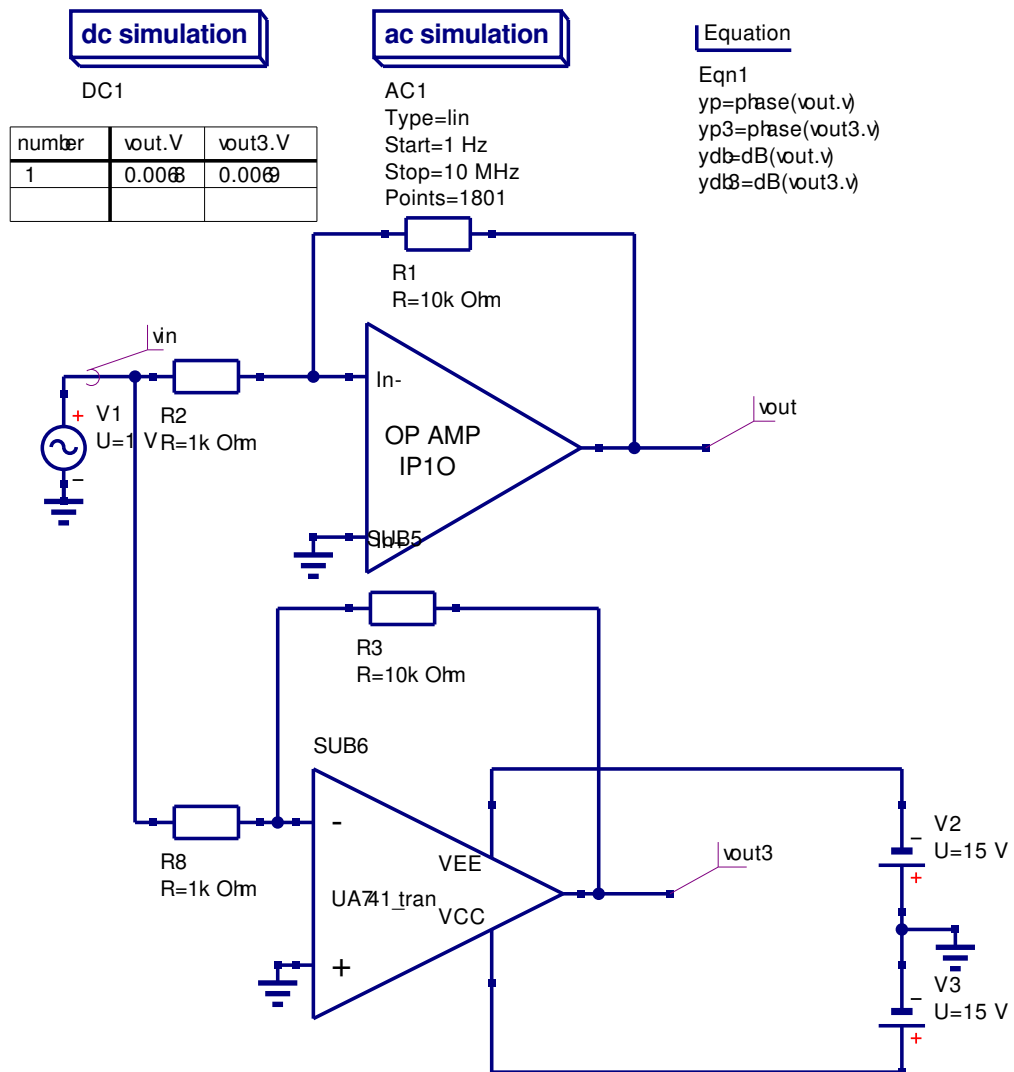 dc simulation
DC1
number vout.V vout3.V
1 0.0068 0.0069
ac simulation
AC1
Type=lin
Start=1 Hz
Stop=10 MHz
Points=1801
Equation
Eqn1
yp=phase(vout.v)
yp3=phase(vout3.v)
ydb=dB(vout.v)
ydb3=dB(vout3.v)
R1
R=10k Ohm
vin
V1
U=1 V
R2
R=1k Ohm
In-
OP AMP
IP1O
SUB5
In+
vout
R3
R=10k Ohm
SUB6
-
R8
R=1k Ohm
VEE
UA741_tran
VCC
+
vout3
V2
U=15 V
V3
U=15 V
+
−
−
+
−
+